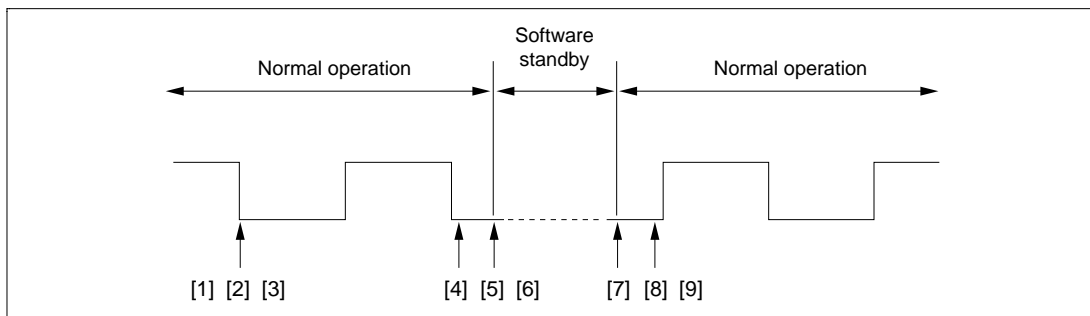 Software
standby
Normal operation
Normal operation
[1] [2] [3]
[4] [5] [6]
[7] [8] [9]